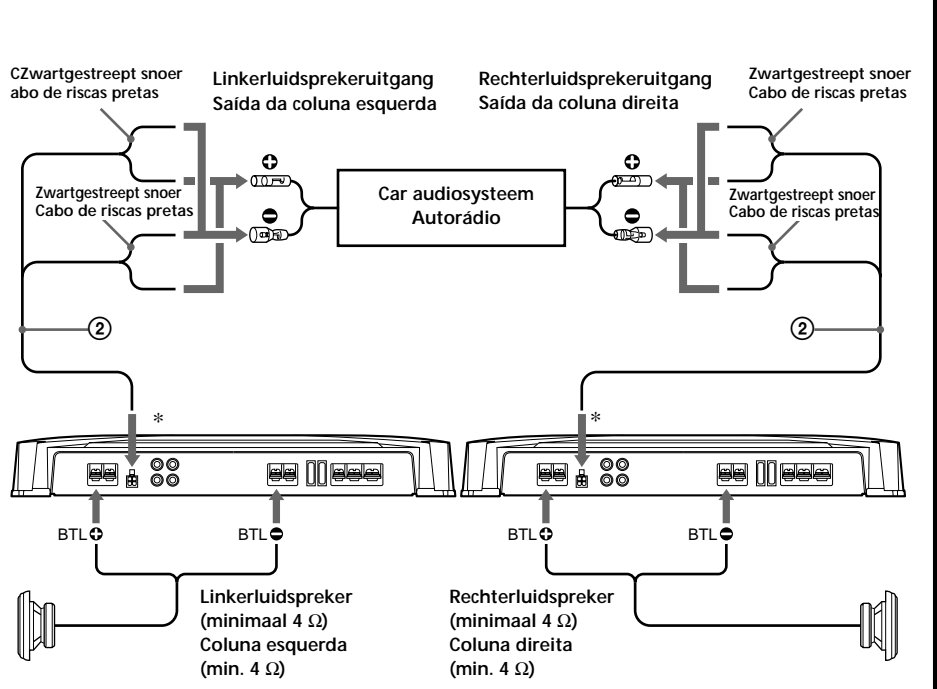 CZwartgestreept snoer
abo de riscas pretas
Linkerluidsprekeruitgang
Saída da coluna esquerda
Rechterluidsprekeruitgang
Saída da coluna direita
Zwartgestreept snoer
Cabo de riscas pretas
Zwartgestreept snoer
Cabo de riscas pretas
Car audiosysteem
Autorádio
Zwartgestreept snoer
Cabo de riscas pretas
2
2
*
*
BTL
BTL
BTL
BTL
Linkerluidspreker
(minimaal 4 Ω)
Coluna esquerda
(min. 4 Ω)
Rechterluidspreker
(minimaal 4 Ω)
Coluna direita
(min. 4 Ω)